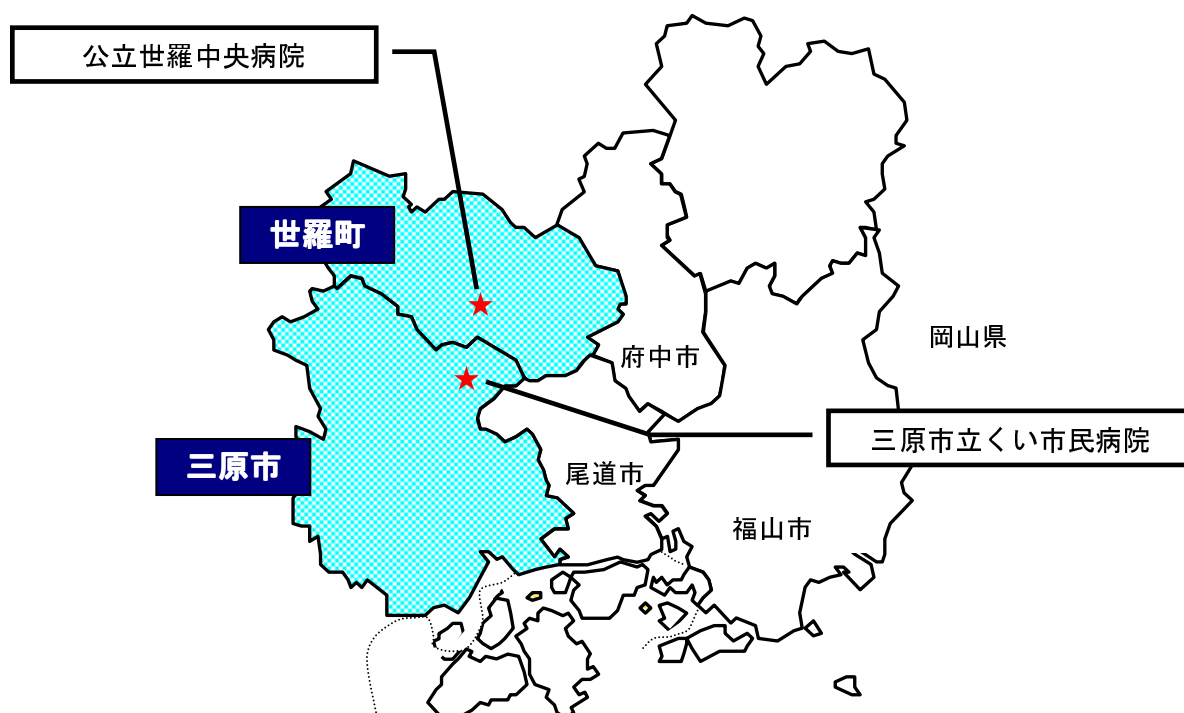 公立世羅中央病院
世羅町
岡山県
府中市
三原市立くい市民病院
三原市
尾道市
福山市